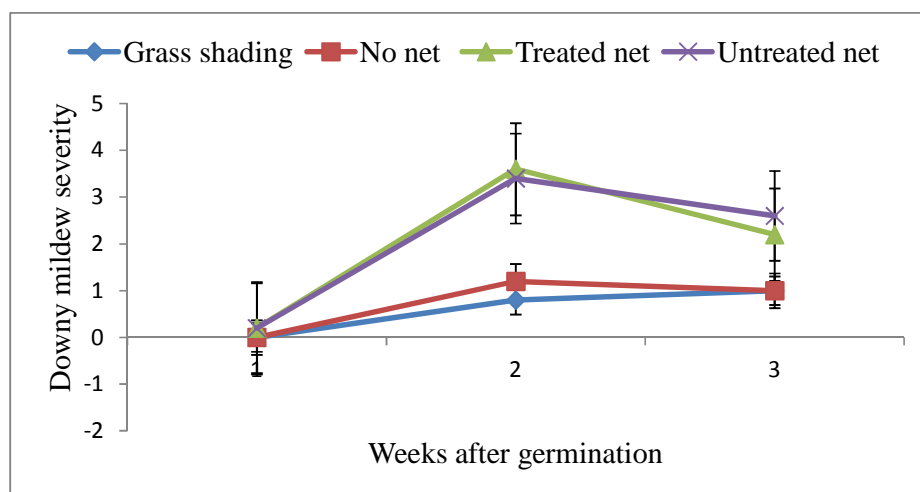 Grass shading No net Treated net Untreated net
Downy mildew severity
5
4
3
2
1
0
-1
-2
1 2 3
Weeks after germination